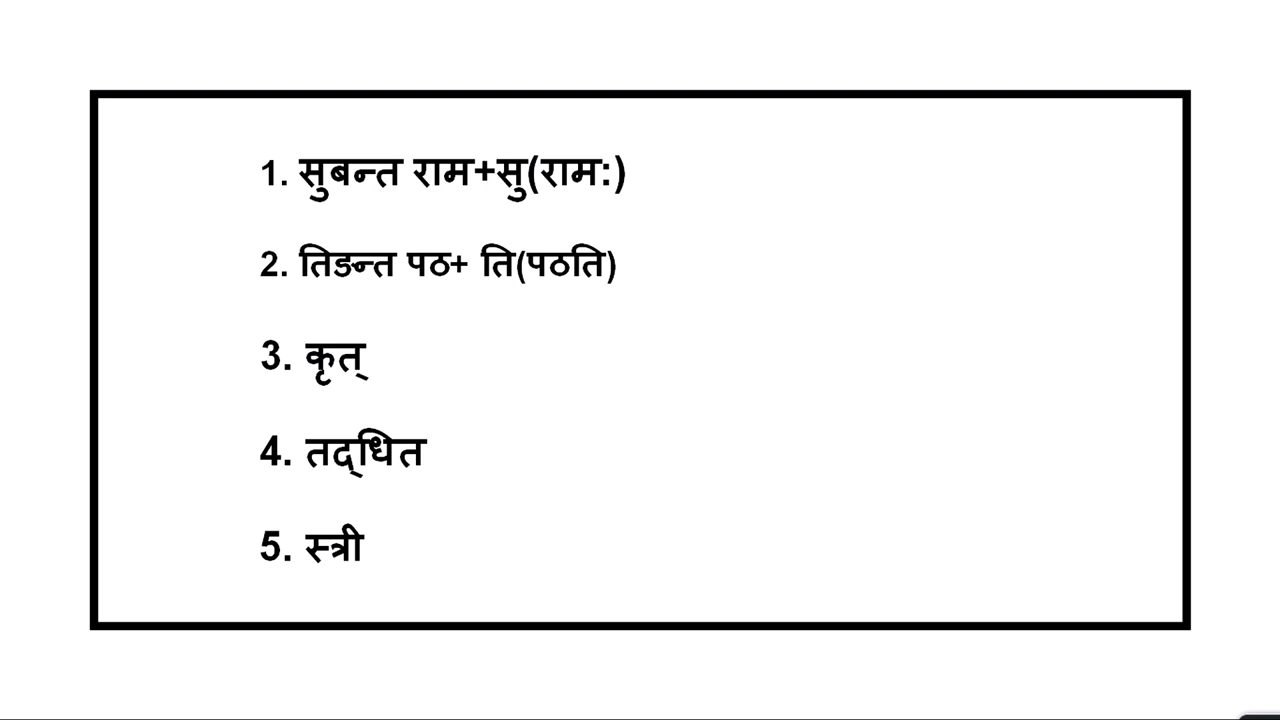 1. सुबन्त राम+सु(राम:)
2. तिङन्त पठ+ ति(पठति)
3. कृत्
4. तद्‌धित
5. स्त्री